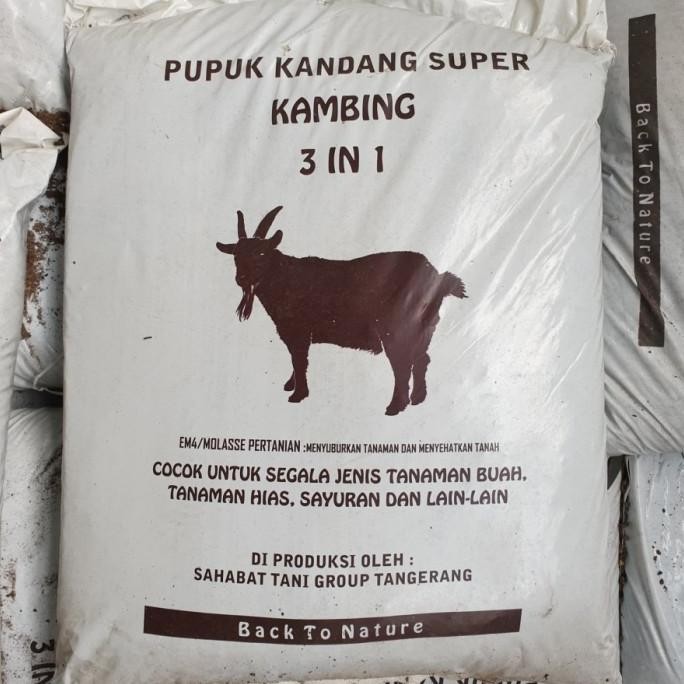 PUPUK KANDANG SUPER
KAMBING
3 IN 1
EM4/MOLASSE PERTANIAN :MENYUBURKAN TANAMAN DAN MENYEHATKAN TANAH
COCOK UNTUK SEGALA JENIS TANAMAN BUAH,
TANAMAN HIAS, SAYURAN DAN LAIN-LAIN
DI PRODUKSI OLEH :
SAHABAT TANI GROUP TANGERANG
Back To Nature
Back To Nature
3 IN